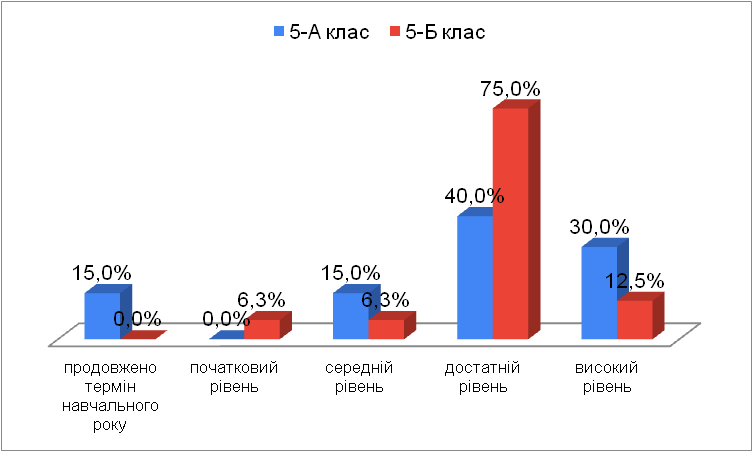 5-А клас 5-Б клас
75,0%
40,0%
30,0%
15,0% 15,0%
12,5%
6,3% 6,3%
0,0% 0,0%
продовжено термін навчального року
початковий рівень
середній рівень
достатній рівень
високий рівень